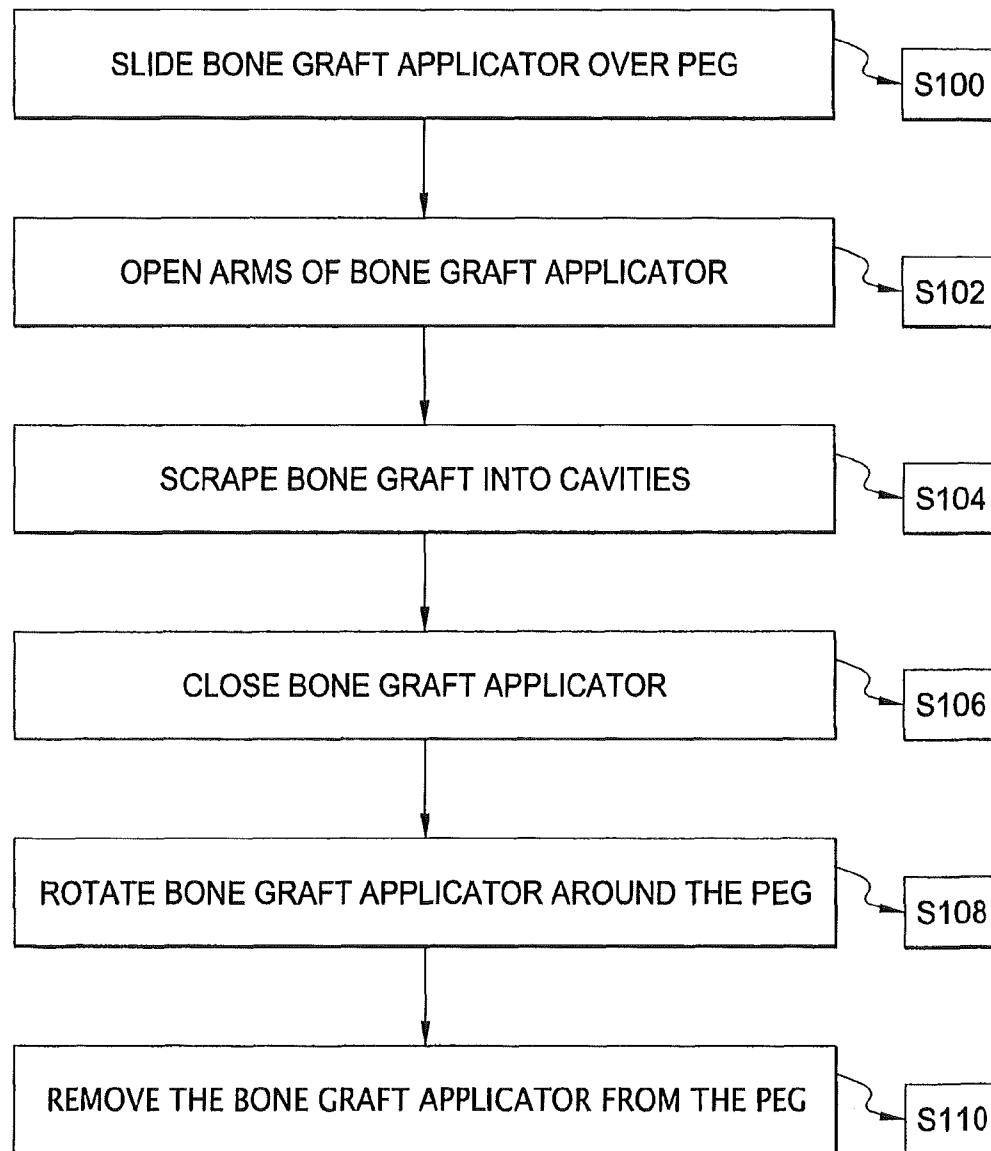 SLIDE BONE GRAFT APPLICATOR OVER PEG
S100
OPEN ARMS OF BONE GRAFT APPLICATOR
S102
SCRAPE BONE GRAFT INTO CAVITIES
S104
CLOSE BONE GRAFT APPLICATOR
S106
ROTATE BONE GRAFT APPLICATOR AROUND THE PEG
S108
REMOVE THE BONE GRAFT APPLICATOR FROM THE PEG
S110